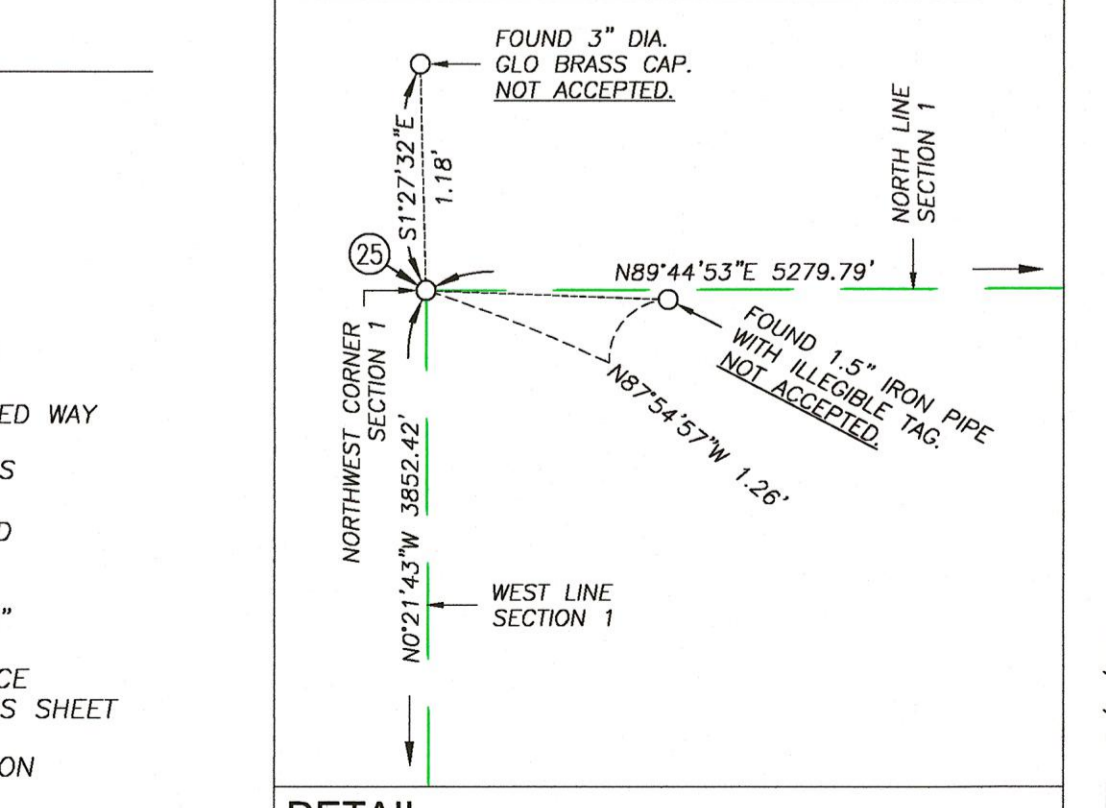 FOUND 3" DIA.
GLO BRASS CAP.
NOT ACCEPTED.
S1°27'32"E
1.18'
NORTH LINE
SECTION 1
25
N89°44'53"E 5279.79'
FOUND 1.5" IRON PIPE
WITH ILLEGIBLE TAG.
NOT ACCEPTED.
N87°54'57"W 1.26'
NORTHWEST CORNER
SECTION 1
N0°21'43"W 3852.42'
WEST LINE
SECTION 1
ED WAY
S
D
"
CE
S SHEET
ON